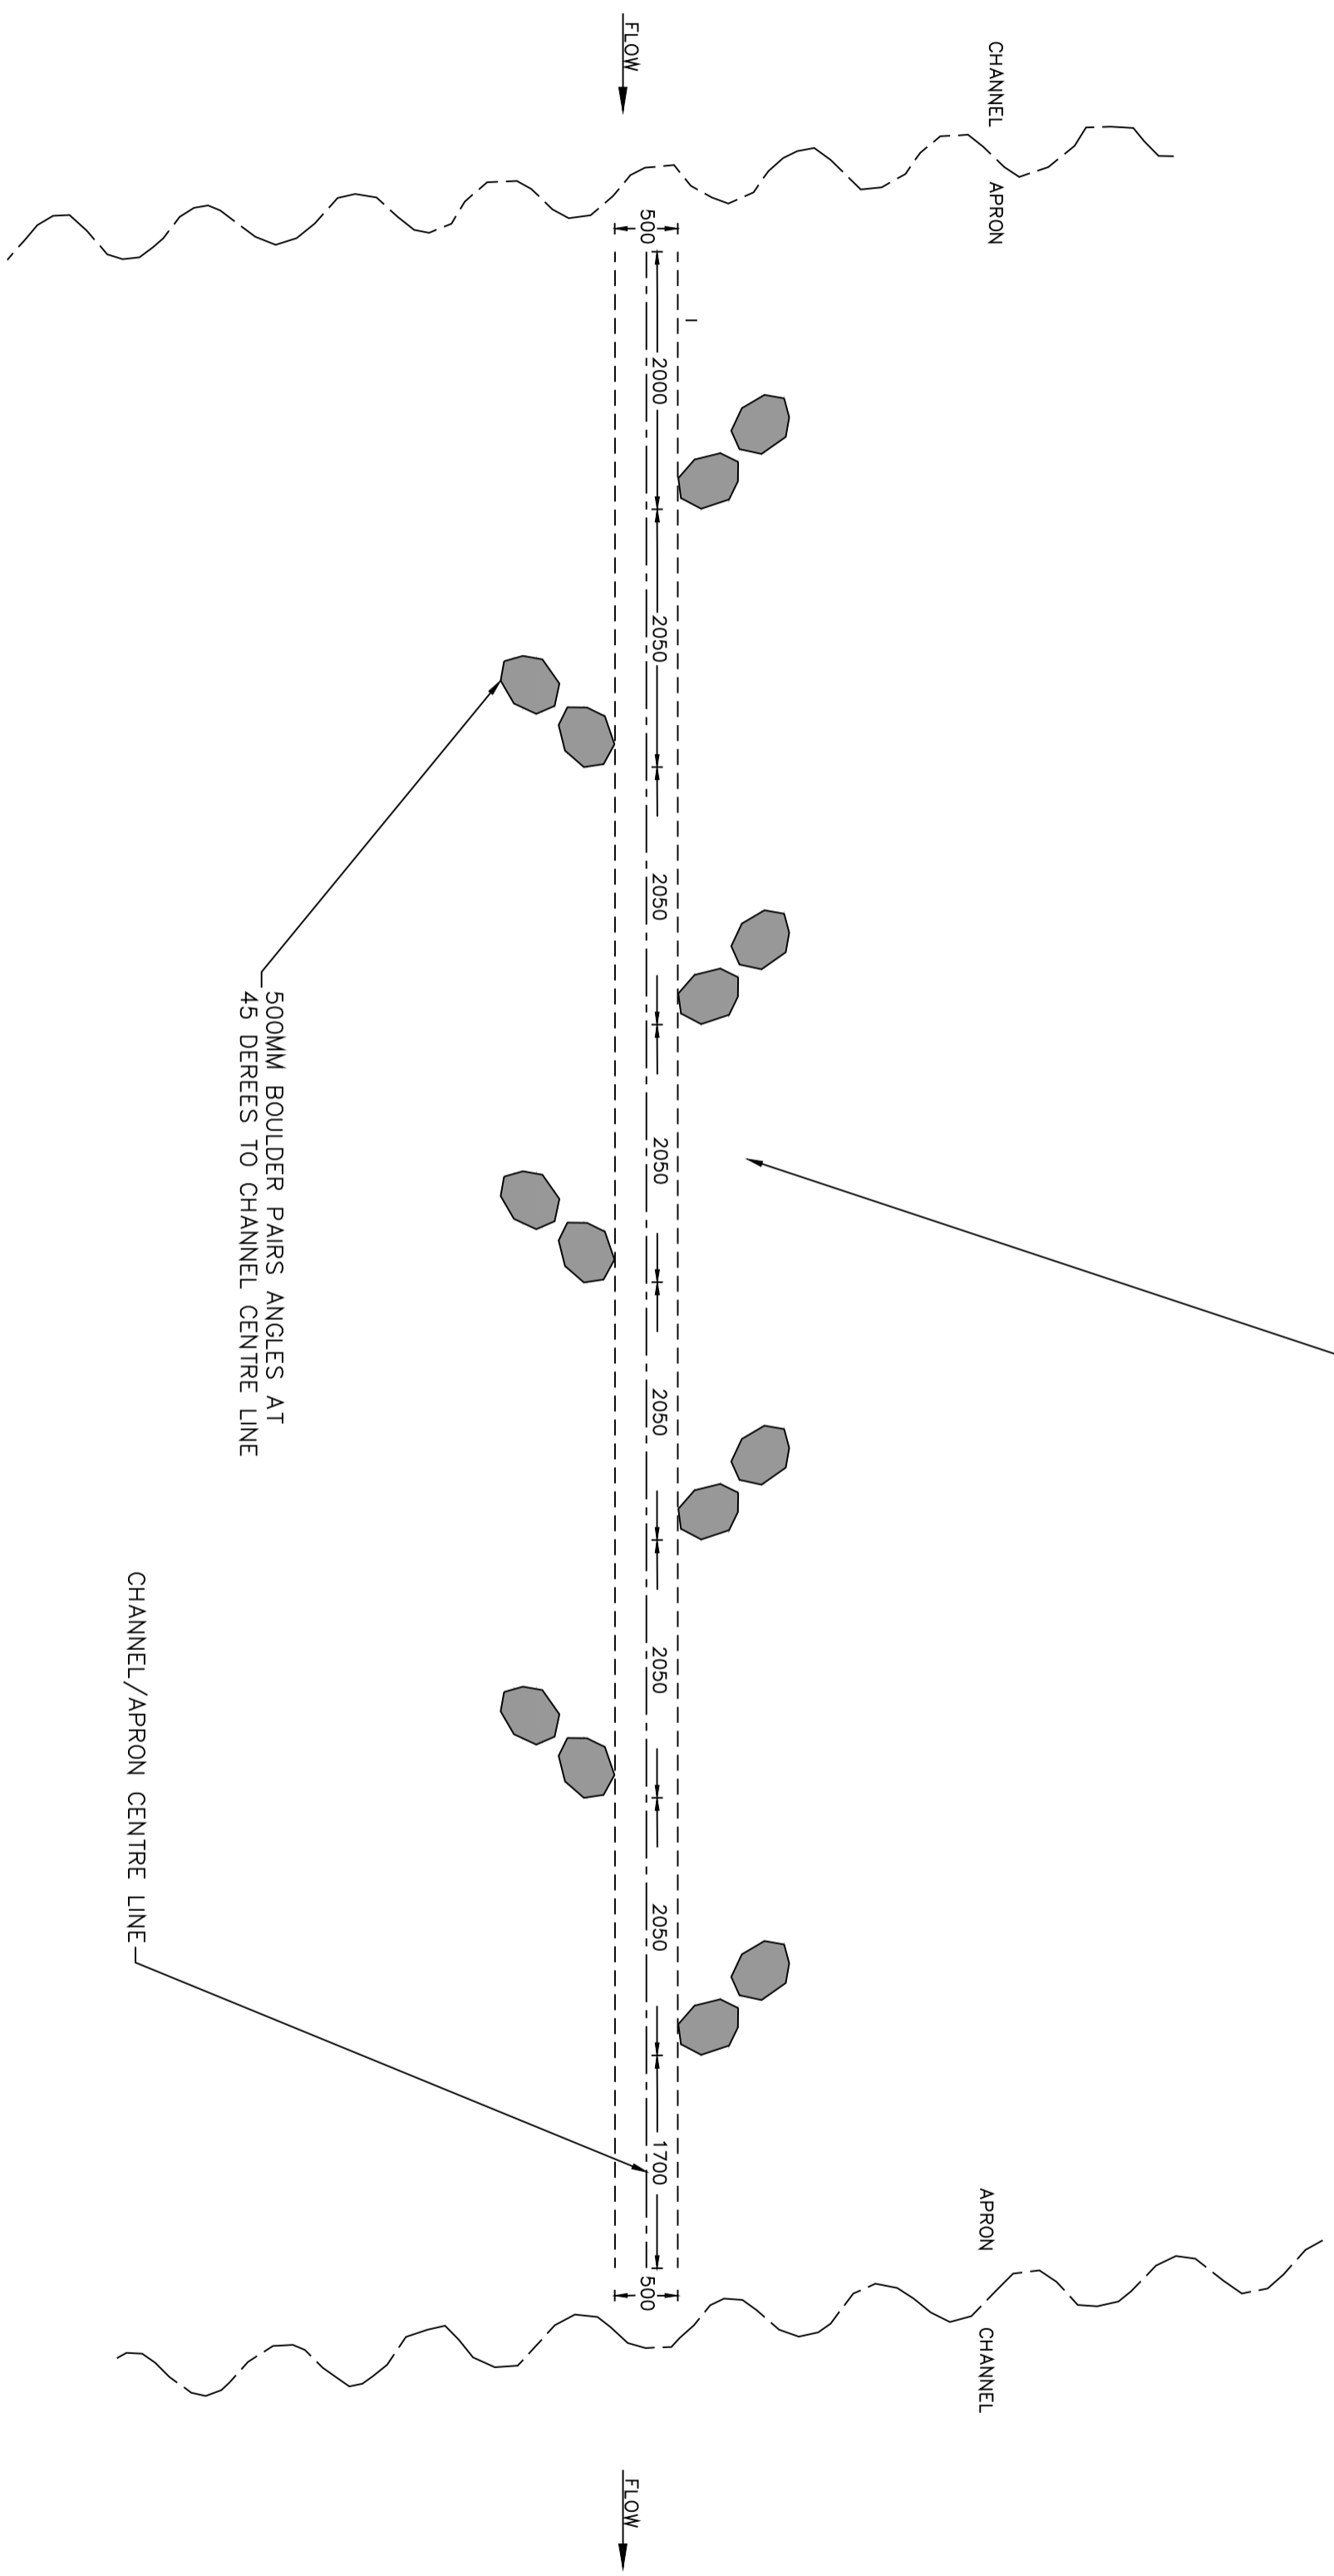 FLOW
CHANNEL
APRON
500
2000
2050
2050
2050
2050
2050
2050
1700
500
500MM BOULDER PAIRS ANGLES AT
45 DEREES TO CHANNEL CENTRE LINE
CHANNEL/APRON CENTRE LINE
APRON
CHANNEL
FLOW